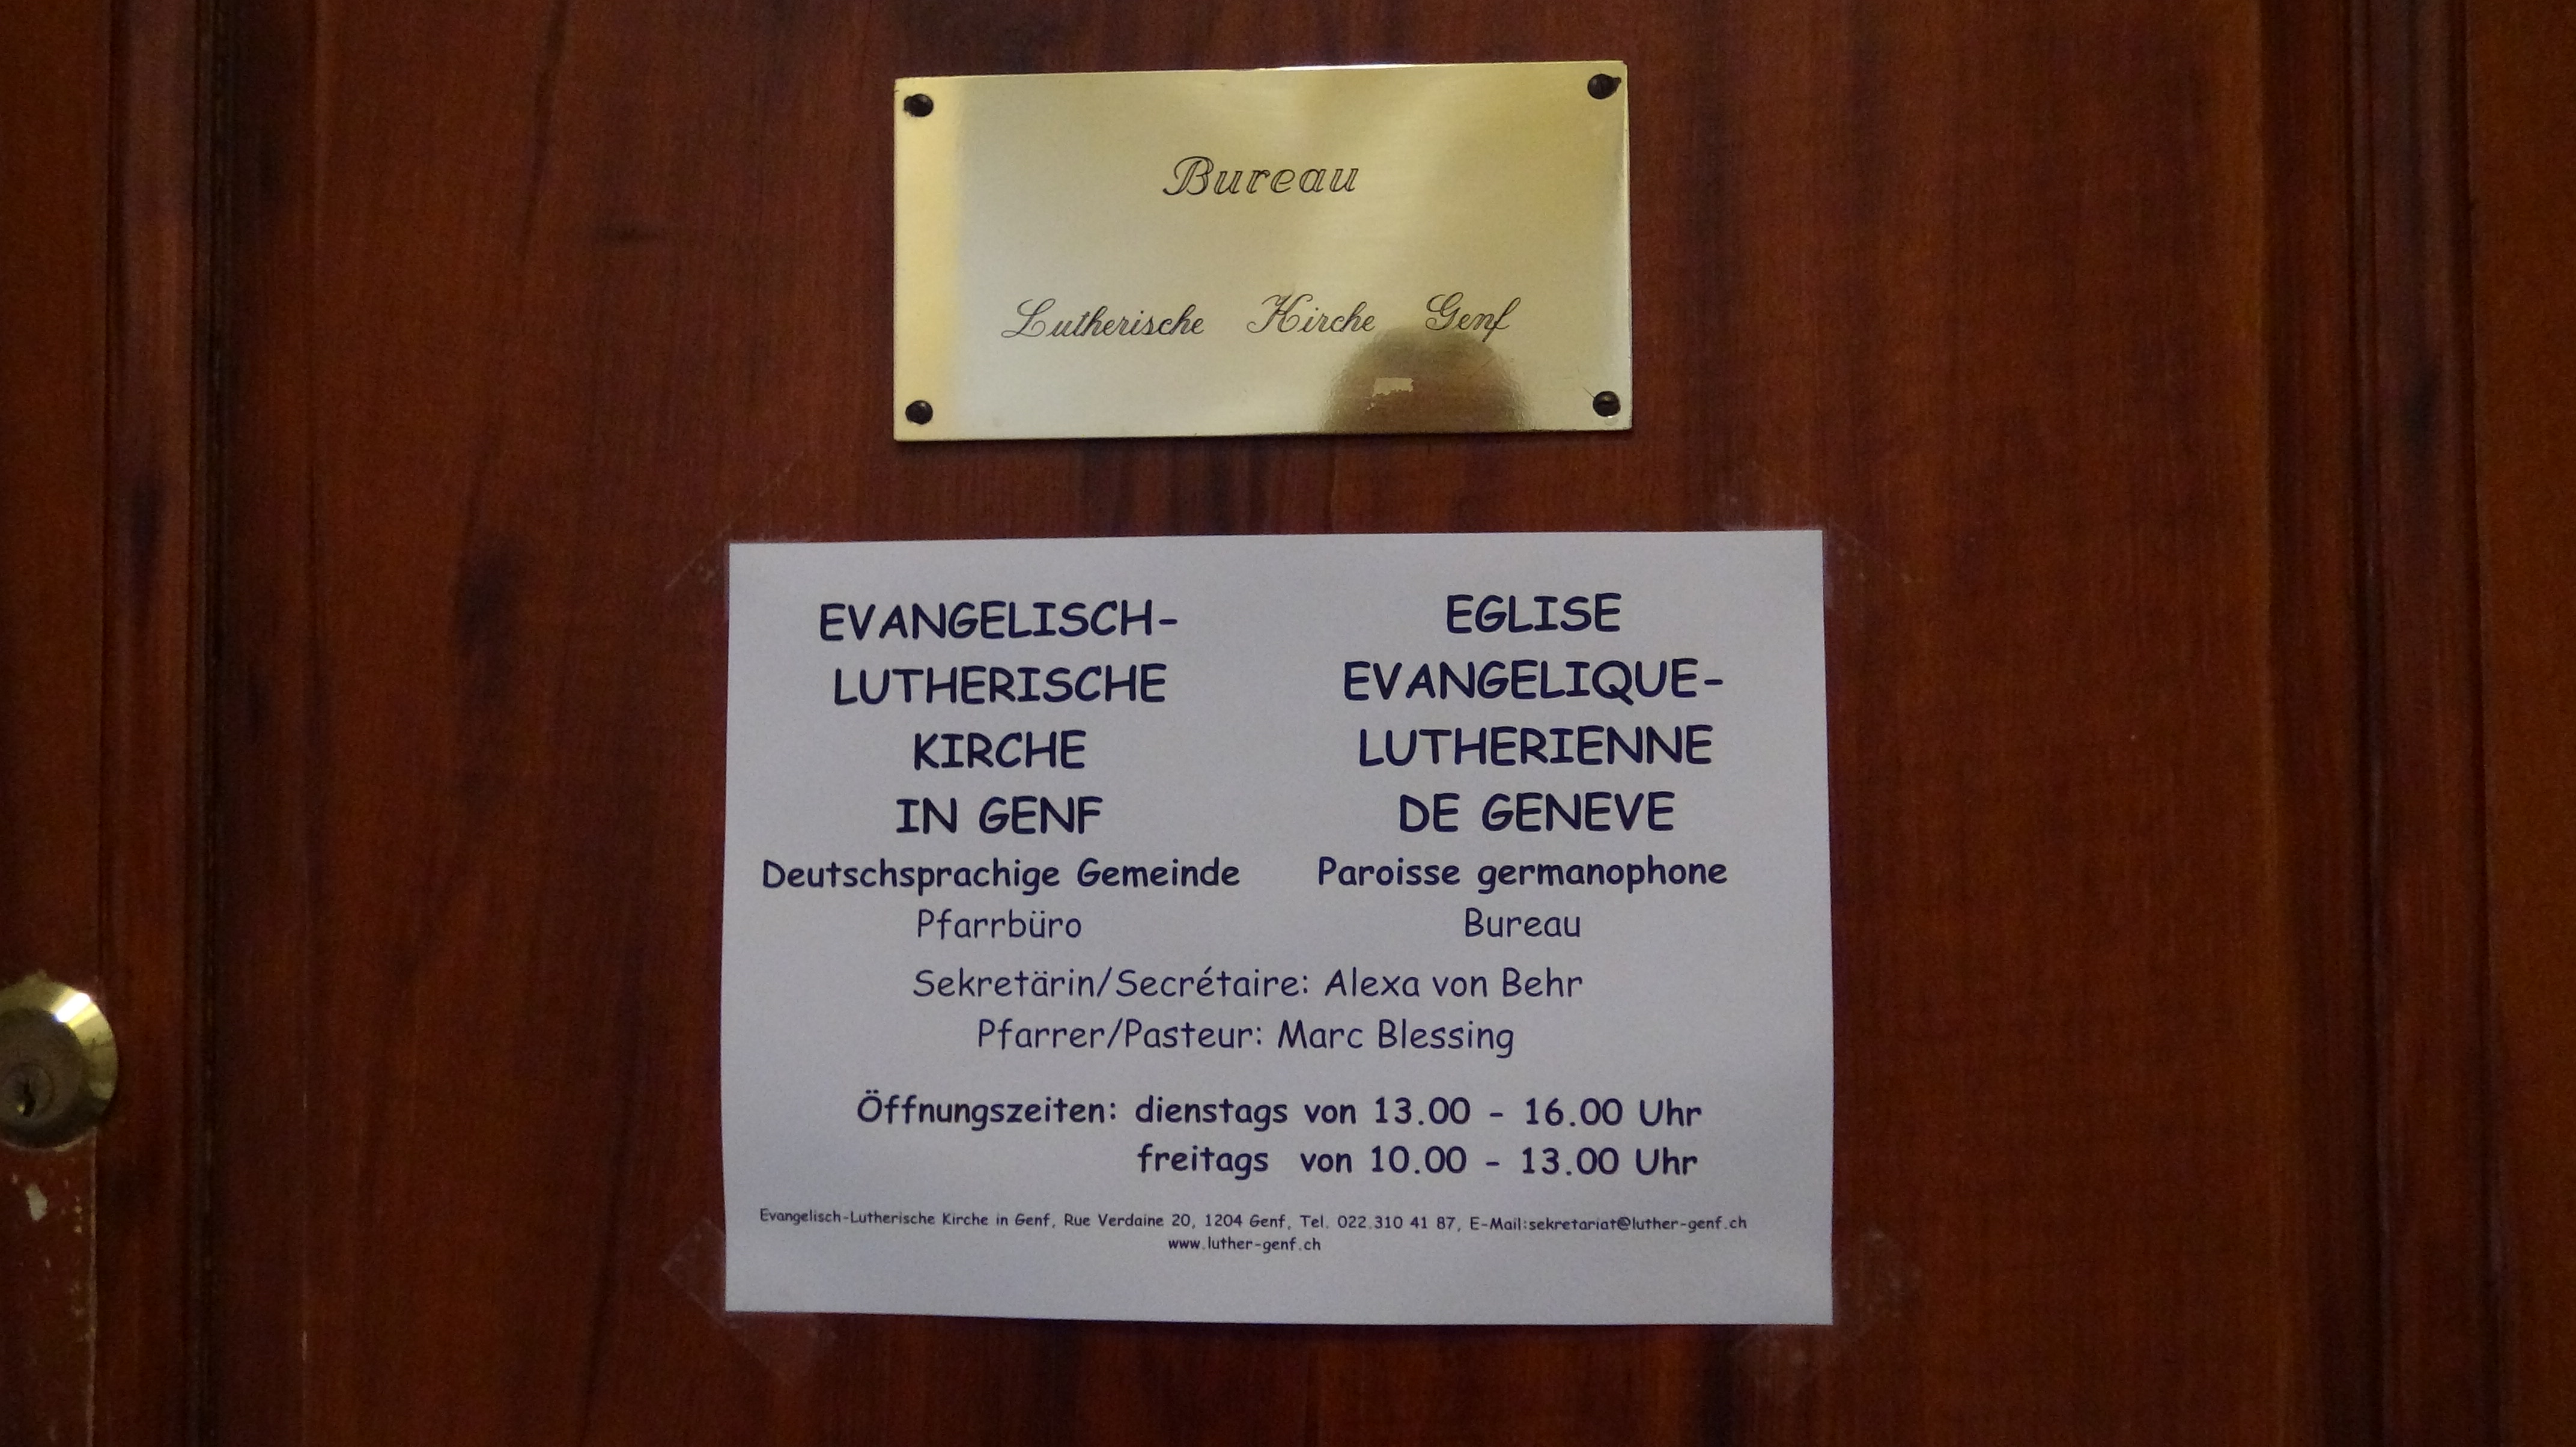 Bureau
Lutherische Kirche Genf
EVANGELISCH-
LUTHERISCHE
KIRCHE
IN GENF
Deutschsprachige Gemeinde
Pfarrbüro
EGLISE
EVANGELIQUE-
LUTHERIENNE
DE GENEVE
Paroisse germanophone
Bureau
Sekretärin/Secrétaire: Alexa von Behr
Pfarrer/Pasteur: Marc Blessing
Öffnungszeiten: dienstags von 13.00 - 16.00 Uhr
freitags von 10.00 - 13.00 Uhr
Evangelisch-Lutherische Kirche in Genf, Rue Verdaine 20, 1204 Genf, Tel. 022.310 41 87, E-Mail:sekretariat@luther-genf.ch
www.luther-genf.ch